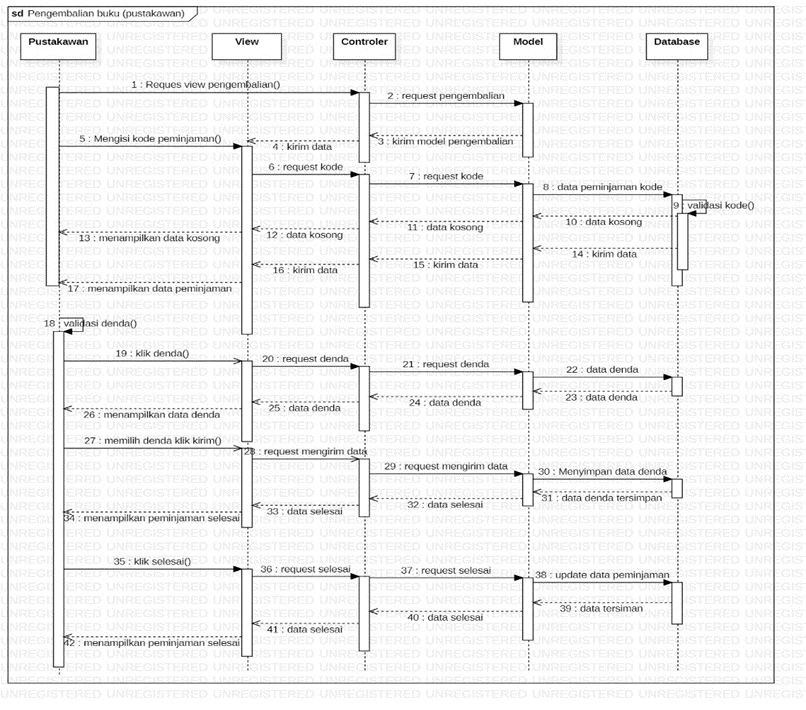 sd Pengembalian buku (pustakawan)
Pustakawan
View
Controler
Model
Database
1 : Reques view pengembalian()
2 : request pengembalian
3 : kirim model pengembalian
4 : kirim data
5 : Mengisi kode peminjaman()
6 : request kode
7 : request kode
8 : data peminjaman kode
9 : validasi kode()
10 : data kosong
11 : data kosong
12 : data kosong
13 : menampilkan data kosong
14 : kirim data
15 : kirim data
16 : kirim data
17 : menampilkan data peminjaman
18 : validasi denda()
19 : klik denda()
20 : request denda
21 : request denda
22 : data denda
23 : data denda
24 : data denda
25 : data denda
26 : menampilkan data denda
27 : memilih denda klik kirim()
28 : request mengirim data
29 : request mengirim data
30 : Menyimpan data denda
31 : data denda tersimpan
32 : data selesai
33 : data selesai
34 : menampilkan peminjaman selesai
35 : klik selesai()
36 : request selesai
37 : request selesai
38 : update data peminjaman
39 : data tersiman
40 : data selesai
41 : data selesai
42 : menampilkan peminjaman selesai
UNREGISTERED UNREGISTERED UNREGISTERED UNREGISTERED UNREGISTERED UNREGISTERED UNREGISTERED